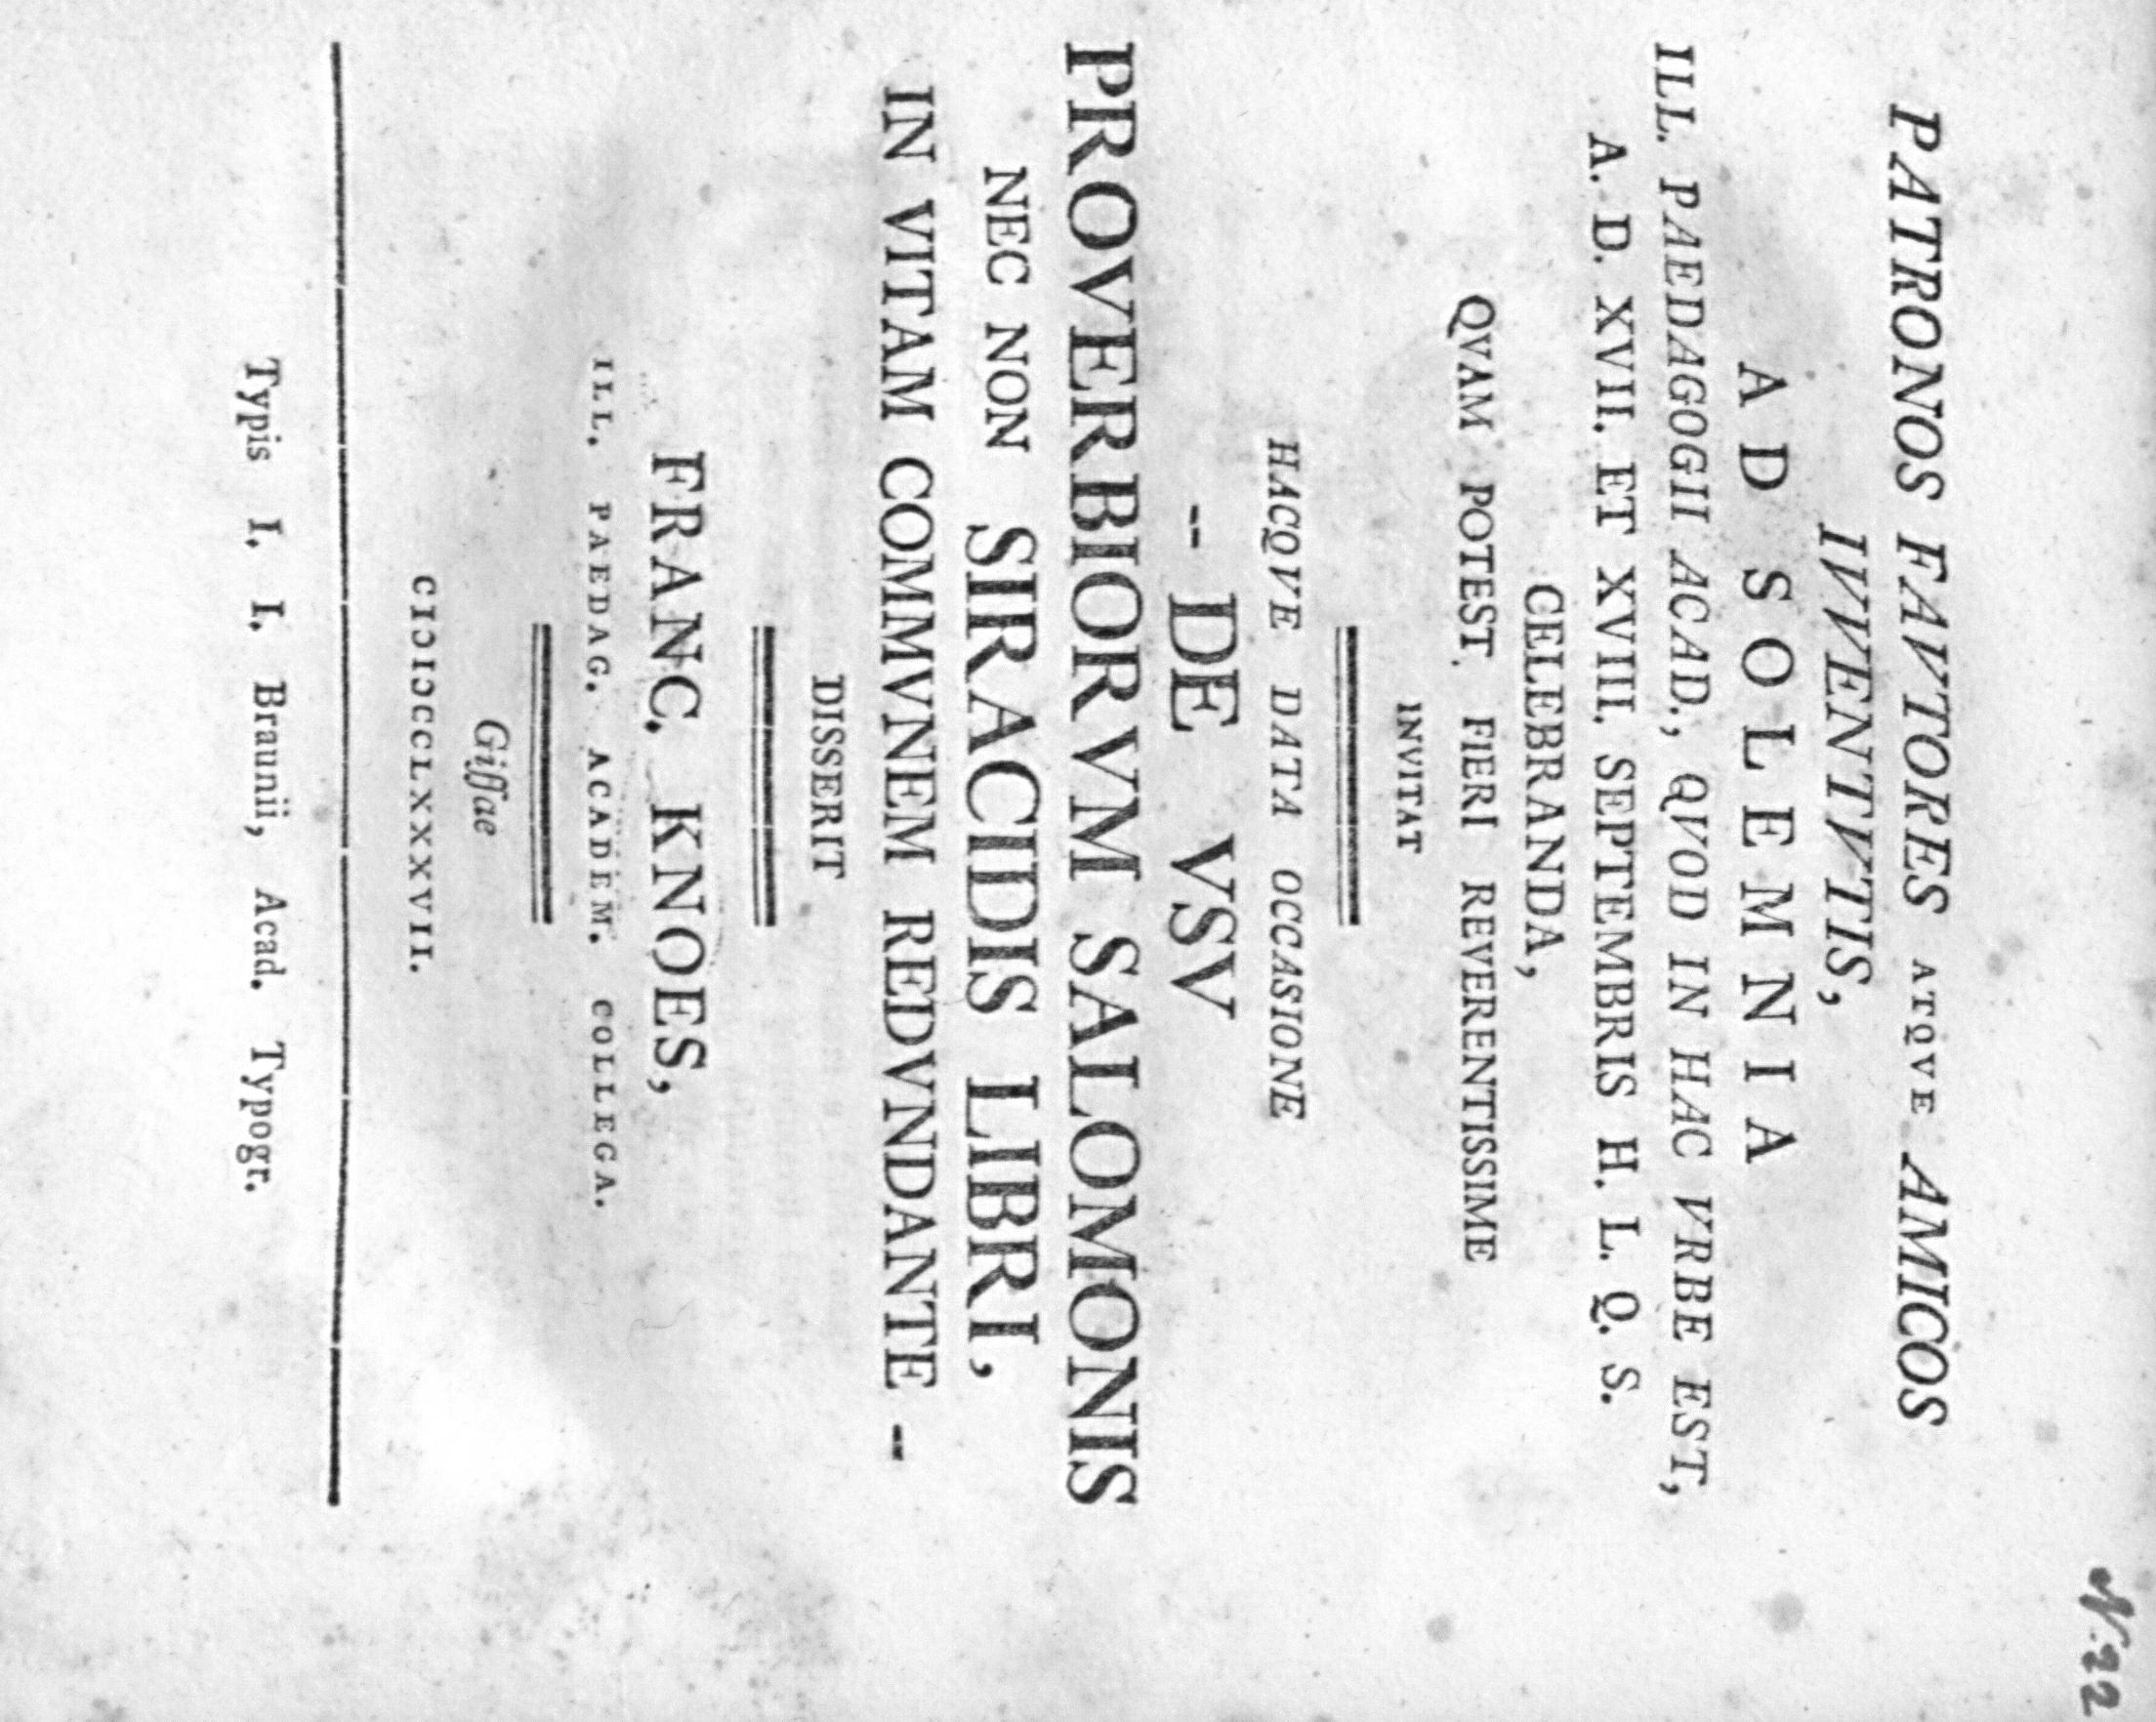 N. 22
PATRONOS FAVTORES ATQVE AMICOS
IVVENTVTIS,
AD SOLEMNIA
ILL. PAEDAGOGII ACAD., QVOD IN HAC VRBE EST,
A. D. XVII. ET XVIII. SEPTEMBRIS H. L. Q. S.
CELEBRANDA,
QVAM POTEST FIERI REVERENTISSIME
INVITAT
HACQVE DATA OCCASIONE
-- DE VSV
PROVERBIORVM SALOMONIS
NEC NON SIRACIDIS LIBRI,
IN VITAM COMMVNEM REDVNDANTE --
DISSERIT
FRANC. KNOES,
ILL. PAEDAG. ACADEM. COLLEGA.
Giſſae
CIƆIƆCCLXXXVII.
Typis I. I. Braunii, Acad. Typogr.